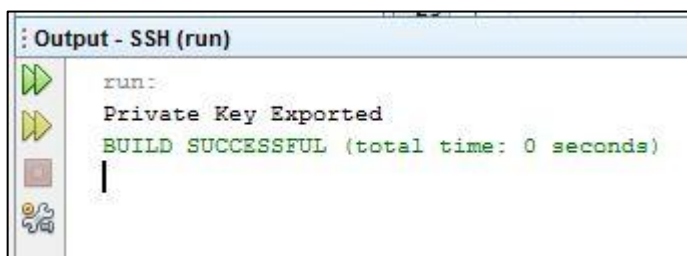 Output - SSH (run)
run:
Private Key Exported
BUILD SUCCESSFUL (total time: 0 seconds)